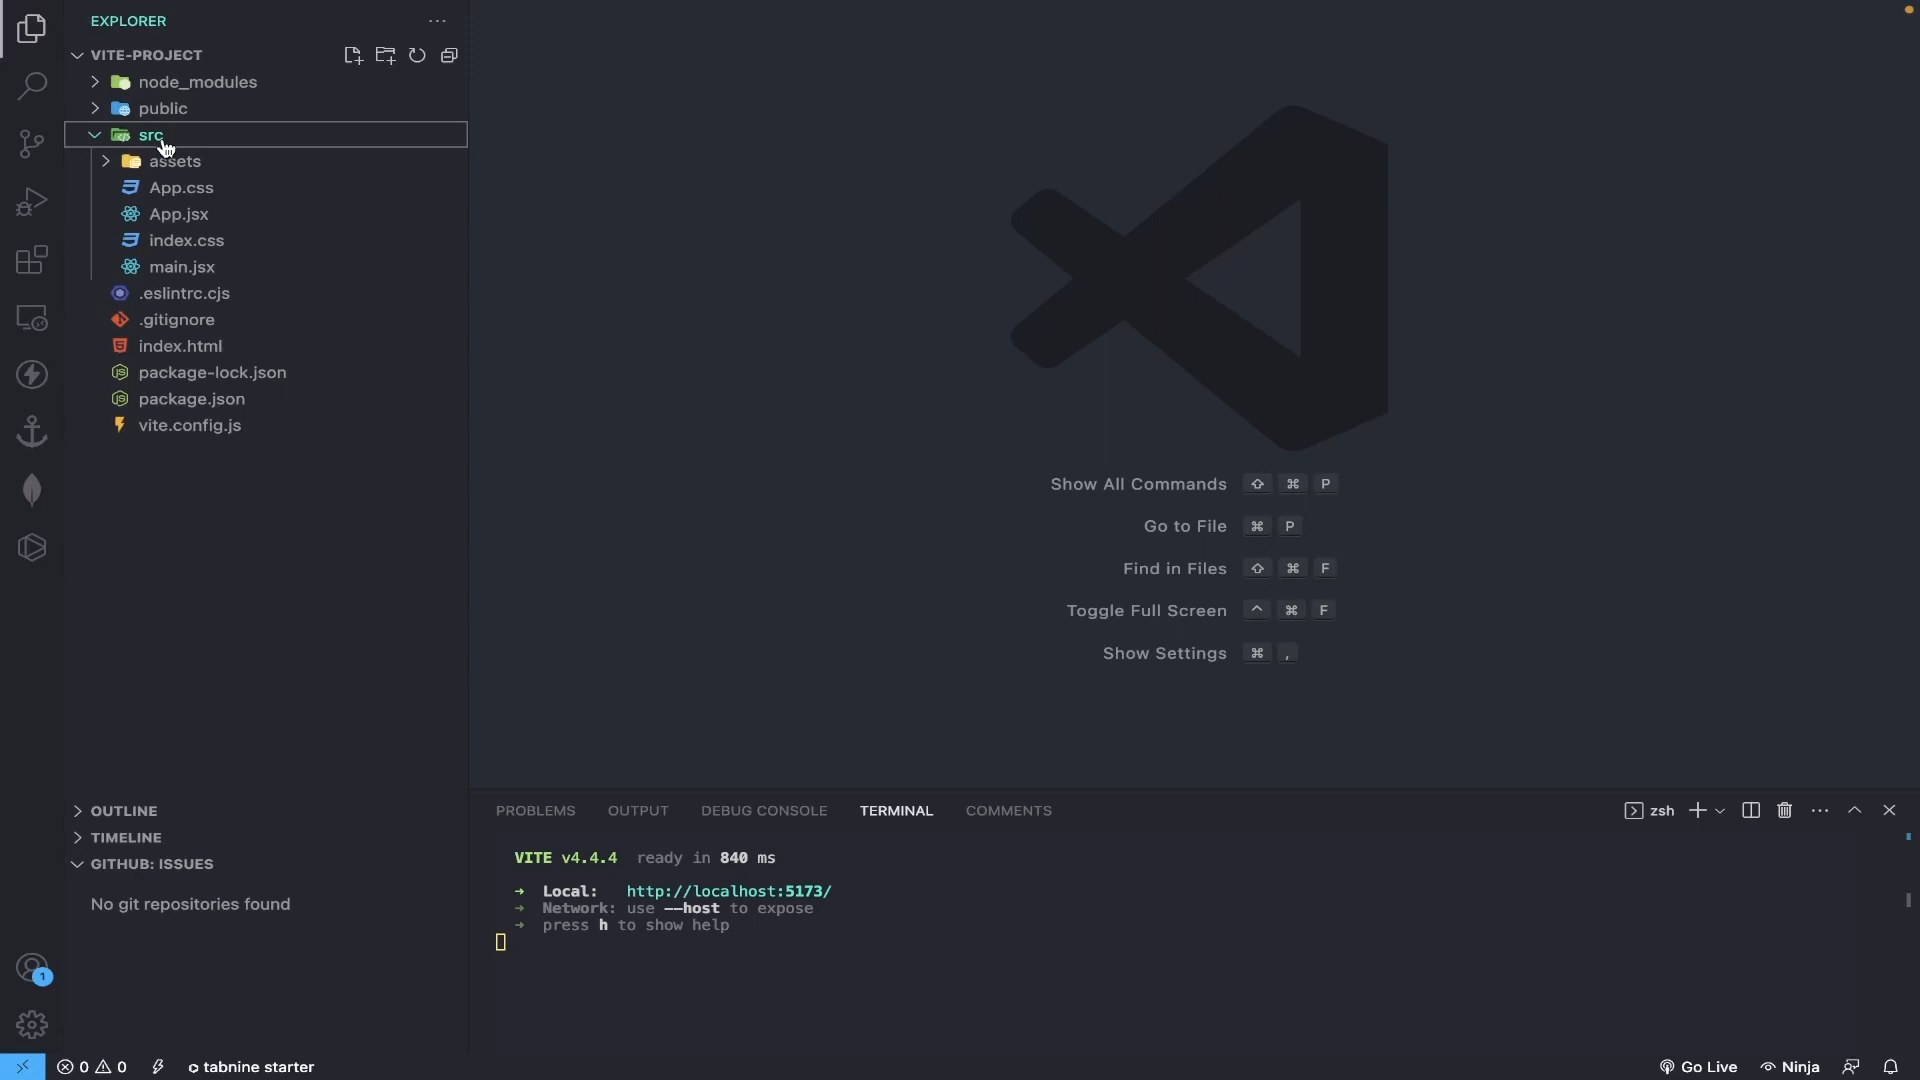 EXPLORER
VITE-PROJECT
node_modules
public
src
assets
App.css
App.jsx
index.css
main.jsx
.eslintrc.cjs
.gitignore
index.html
package-lock.json
package.json
vite.config.js
OUTLINE
TIMELINE
GITHUB: ISSUES
No git repositories found
Show All Commands ⇧ ⌘ P
Go to File ⌘ P
Find in Files ⇧ ⌘ F
Toggle Full Screen ^ ⌘ F
Show Settings ⌘ ,
PROBLEMS OUTPUT DEBUG CONSOLE TERMINAL COMMENTS zsh
VITE v4.4.4 ready in 840 ms
➜ Local: http://localhost:5173/
➜ Network: use --host to expose
➜ press h to show help
1
0 0 tabnine starter Go Live Ninja